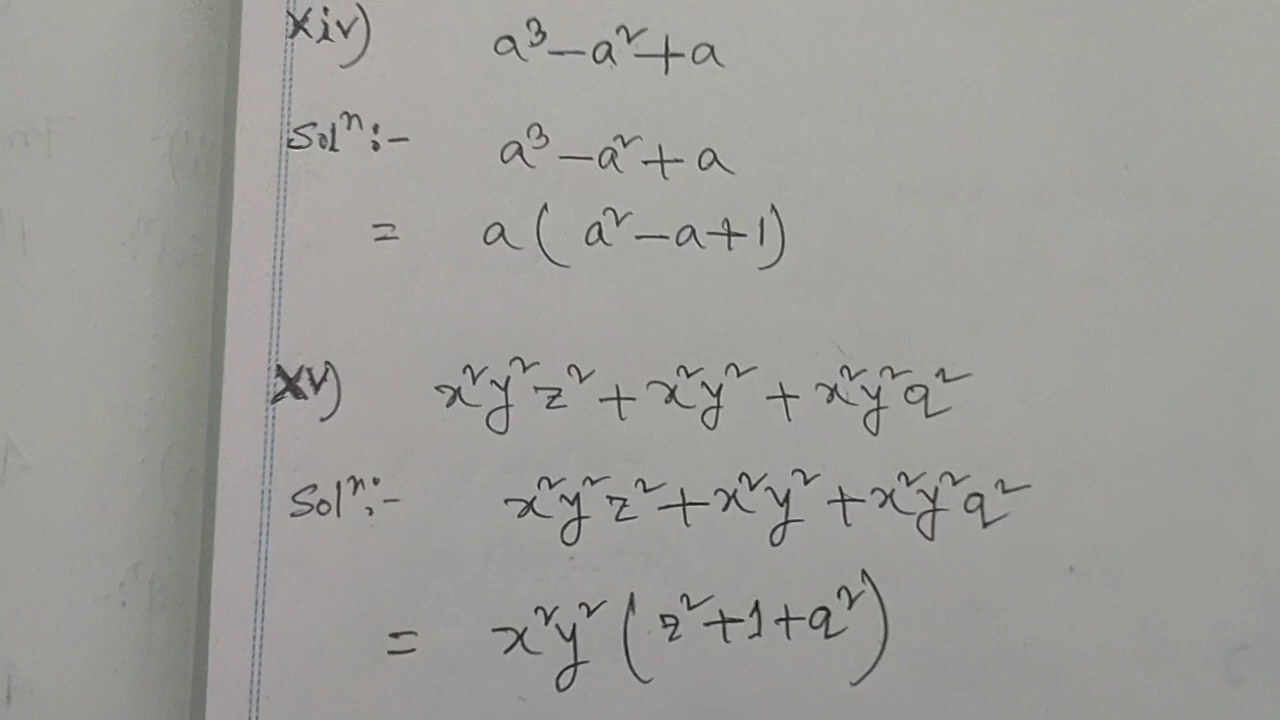 xiv) a³-a²+a
Solⁿ:- a³-a²+a
= a(a²-a+1)
xv) x²y²z²+x²y²+x²y²q²
Solⁿ:- x²y²z²+x²y²+x²y²q²
= x²y²(z²+1+q²)